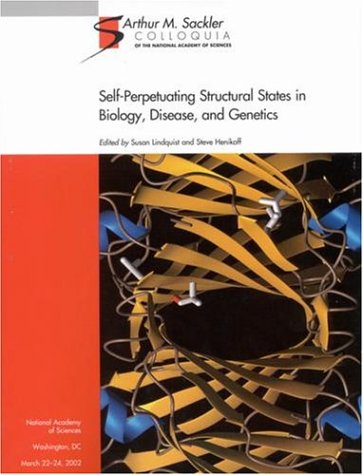 Arthur M. Sackler
COLLOQUIA
OF THE NATIONAL ACADEMY OF SCIENCES
Self-Perpetuating Structural States in
Biology, Disease, and Genetics
Edited by Susan Lindquist and Steve Henikoff
National Academy
of Sciences
Washington, DC
March 22–24, 2002